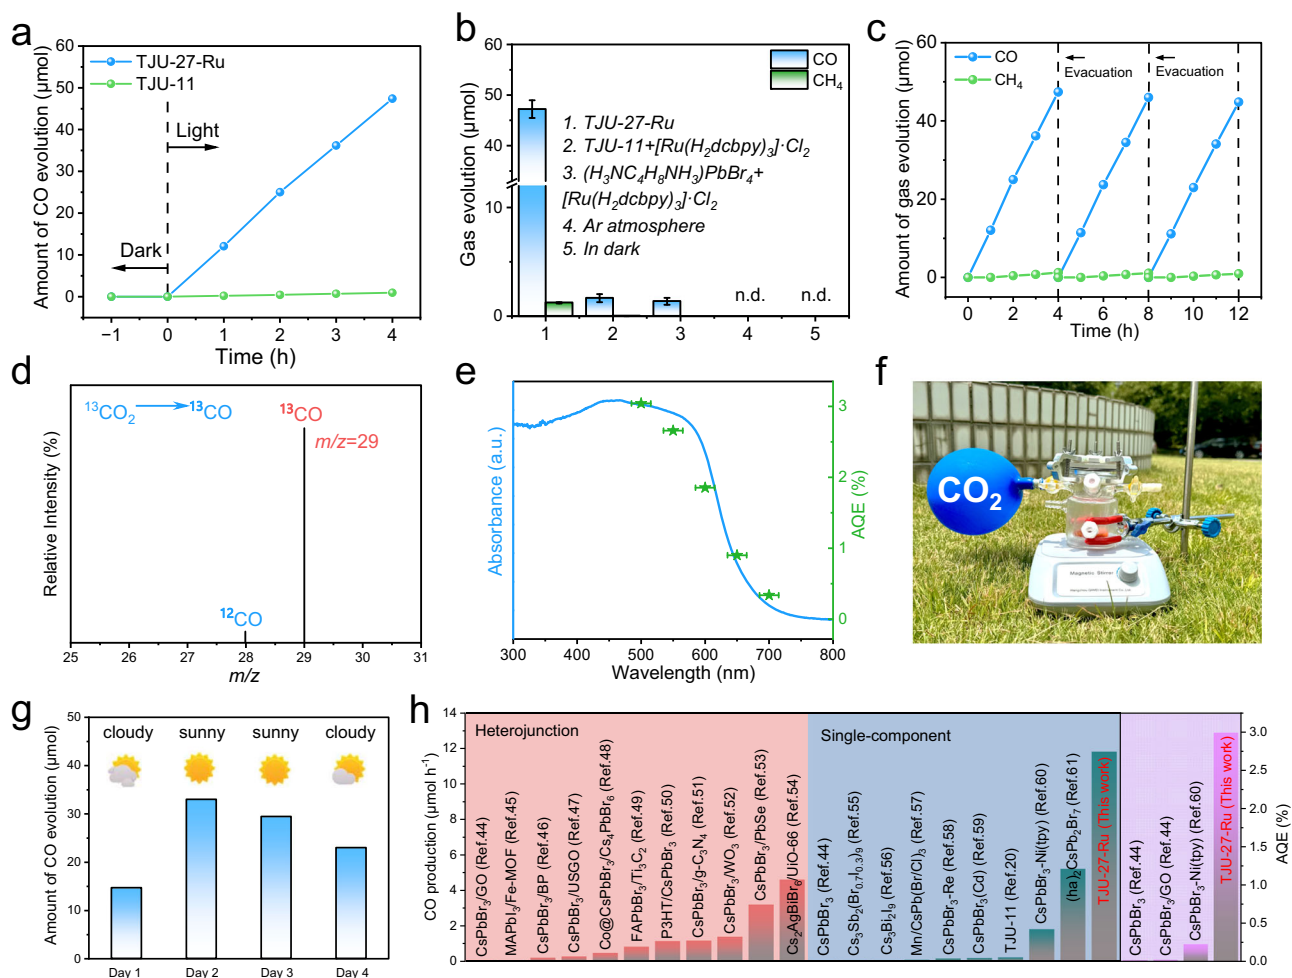 a
Amount of CO evolution (μmol)
60
50
40
30
20
10
0
TJU-27-Ru
TJU-11
Light
Dark
−1
0
1
2
3
4
Time (h)
b
Gas evolution (μmol)
60
50
40
10
0
CO
CH₄
1. TJU-27-Ru
2. TJU-11+[Ru(H₂dcbpy)₃]·Cl₂
3. (H₃NC₄H₈NH₃)PbBr₄+
[Ru(H₂dcbpy)₃]·Cl₂
4. Ar atmosphere
5. In dark
n.d.
n.d.
1
2
3
4
5
c
Amount of gas evolution (μmol)
60
50
40
30
20
10
0
CO
CH₄
Evacuation
Evacuation
0
2
4
6
8
10
12
Time (h)
d
Relative Intensity (%)
¹³CO₂
¹³CO
¹³CO
m/z=29
¹²CO
25
26
27
28
29
30
31
m/z
e
Absorbance (a.u.)
3
2
1
0
AQE (%)
300
400
500
600
700
800
Wavelength (nm)
f
CO₂
Magnetic Stirrer
g
Amount of CO evolution (μmol)
50
40
30
20
10
0
cloudy
sunny
sunny
cloudy
Day 1
Day 2
Day 3
Day 4
h
CO production (μmol h⁻¹)
14
12
10
8
6
4
2
0
Heterojunction
Single-component
CsPbBr₃/GO (Ref.44)
MAPbI₃/Fe-MOF (Ref.45)
CsPbBr₃/BP (Ref.46)
CsPbBr₃/USGO (Ref.47)
Co@CsPbBr₃/Cs₄PbBr₆ (Ref.48)
FAPbBr₃/Ti₃C₂ (Ref.49)
P3HT/CsPbBr₃ (Ref.50)
CsPbBr₃/g-C₃N₄ (Ref.51)
CsPbBr₃/WO₃ (Ref.52)
CsPbBr₃/PbSe (Ref.53)
Cs₂AgBiBr₆/UiO-66 (Ref.54)
CsPbBr₃ (Ref.44)
Cs₃Sb₂(Br₀.₇I₀.₃)₉ (Ref.55)
Cs₃Bi₂I₉ (Ref.56)
Mn/CsPb(Br/Cl)₃ (Ref.57)
CsPbBr₃-Re (Ref.58)
CsPbBr₃(Cd) (Ref.59)
TJU-11 (Ref.20)
CsPbBr₃-Ni(tpy) (Ref.60)
(ha)₂CsPb₂Br₇ (Ref.61)
TJU-27-Ru (This work)
CsPbBr₃ (Ref.44)
CsPbBr₃/GO (Ref.44)
CsPbBr₃-Ni(tpy) (Ref.60)
TJU-27-Ru (This work)
3.0
2.5
2.0
1.5
1.0
0.5
0.0
AQE (%)